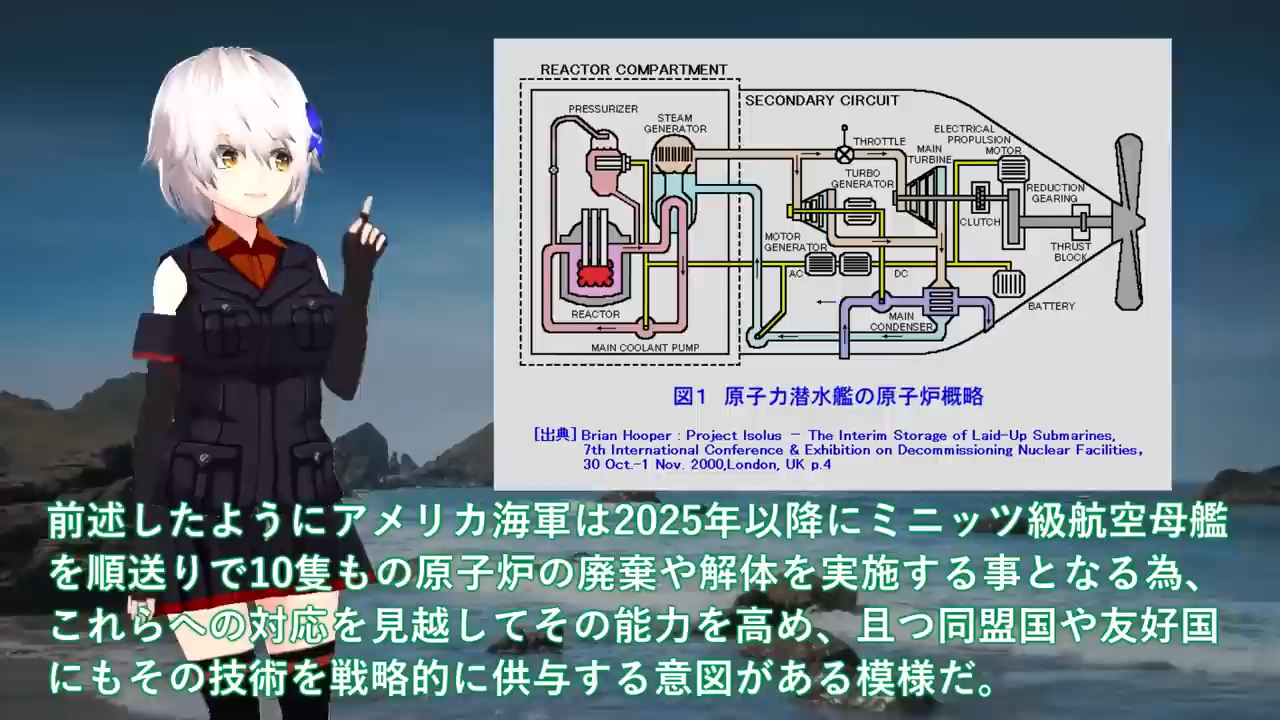 REACTOR COMPARTMENT
SECONDARY CIRCUIT
PRESSURIZER
STEAM
GENERATOR
REACTOR
MAIN COOLANT PUMP
THROTTLE
ELECTRICAL
PROPULSION
MOTOR
MAIN
TURBINE
TURBO
GENERATOR
REDUCTION
GEARING
CLUTCH
MOTOR
GENERATOR
THRUST
BLOCK
AC
DC
BATTERY
MAIN
CONDENSER
図1 原子力潜水艦の原子炉概略
[出典] Brian Hooper : Project Isolus － The Interim Storage of Laid-Up Submarines,
7th International Conference & Exhibition on Decommissioning Nuclear Facilities,
30 Oct.-1 Nov. 2000,London, UK p.4
前述したようにアメリカ海軍は2025年以降にミニッツ級航空母艦
を順送りで10隻もの原子炉の廃棄や解体を実施する事となる為、
これらへの対応を見越してその能力を高め、且つ同盟国や友好国
にもその技術を戦略的に供与する意図がある模様だ。